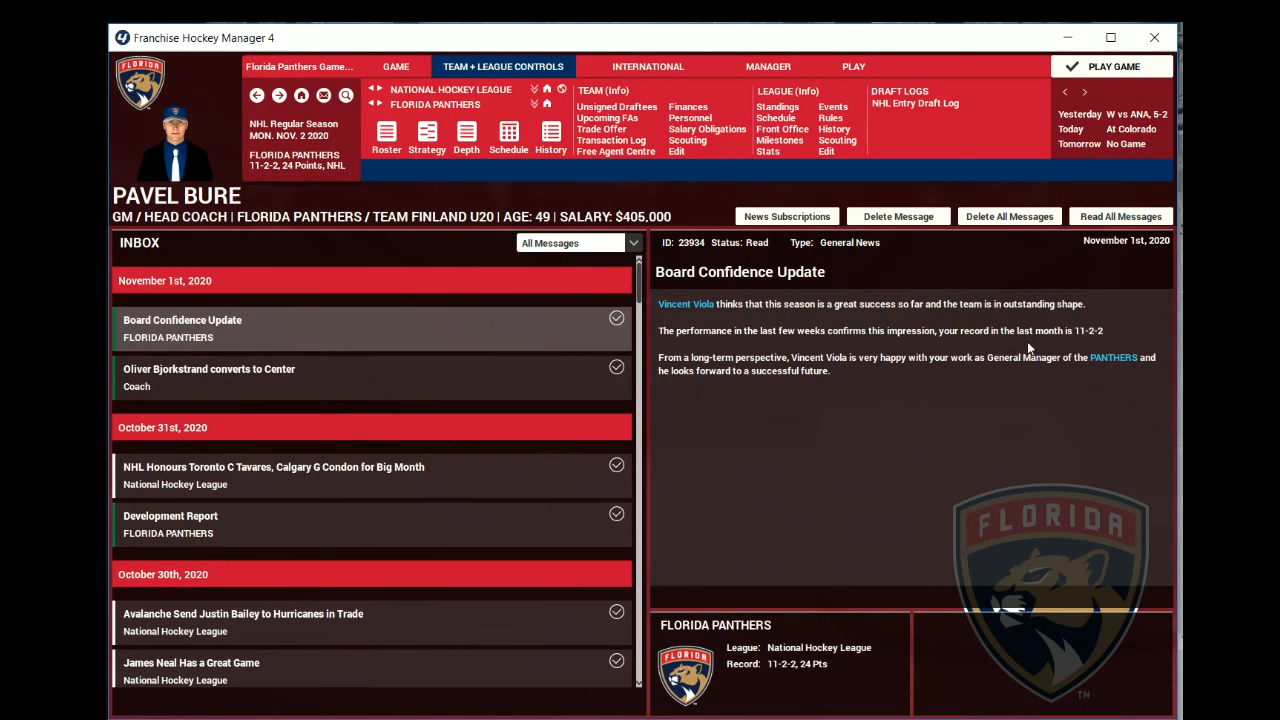 Franchise Hockey Manager 4
FLORIDA
Florida Panthers Game...
GAME
TEAM + LEAGUE CONTROLS
INTERNATIONAL
MANAGER
PLAY
PLAY GAME
NHL Regular Season
MON. NOV. 2 2020
FLORIDA PANTHERS
11-2-2, 24 Points, NHL
NATIONAL HOCKEY LEAGUE
FLORIDA PANTHERS
Roster Strategy Depth Schedule History
TEAM (Info)
Unsigned Draftees Finances
Upcoming FAs Personnel
Trade Offer Salary Obligations
Transaction Log Scouting
Free Agent Centre Edit
LEAGUE (Info)
Standings Events
Schedule Rules
Front Office History
Milestones Scouting
Stats Edit
DRAFT LOGS
NHL Entry Draft Log
Yesterday W vs ANA, 5-2
Today At Colorado
Tomorrow No Game
PAVEL BURE
GM / HEAD COACH | FLORIDA PANTHERS / TEAM FINLAND U20 | AGE: 49 | SALARY: $405.000
News Subscriptions Delete Message Delete All Messages Read All Messages
INBOX
All Messages
November 1st, 2020
Board Confidence Update
FLORIDA PANTHERS
Oliver Bjorkstrand converts to Center
Coach
October 31st, 2020
NHL Honours Toronto C Tavares, Calgary G Condon for Big Month
National Hockey League
Development Report
FLORIDA PANTHERS
October 30th, 2020
Avalanche Send Justin Bailey to Hurricanes in Trade
National Hockey League
James Neal Has a Great Game
National Hockey League
ID: 23934 Status: Read Type: General News
November 1st, 2020
Board Confidence Update
Vincent Viola thinks that this season is a great success so far and the team is in outstanding shape.
The performance in the last few weeks confirms this impression, your record in the last month is 11-2-2
From a long-term perspective, Vincent Viola is very happy with your work as General Manager of the PANTHERS and
he looks forward to a successful future.
FLORIDA
TM
FLORIDA PANTHERS
FLORIDA
League: National Hockey League
Record: 11-2-2, 24 Pts